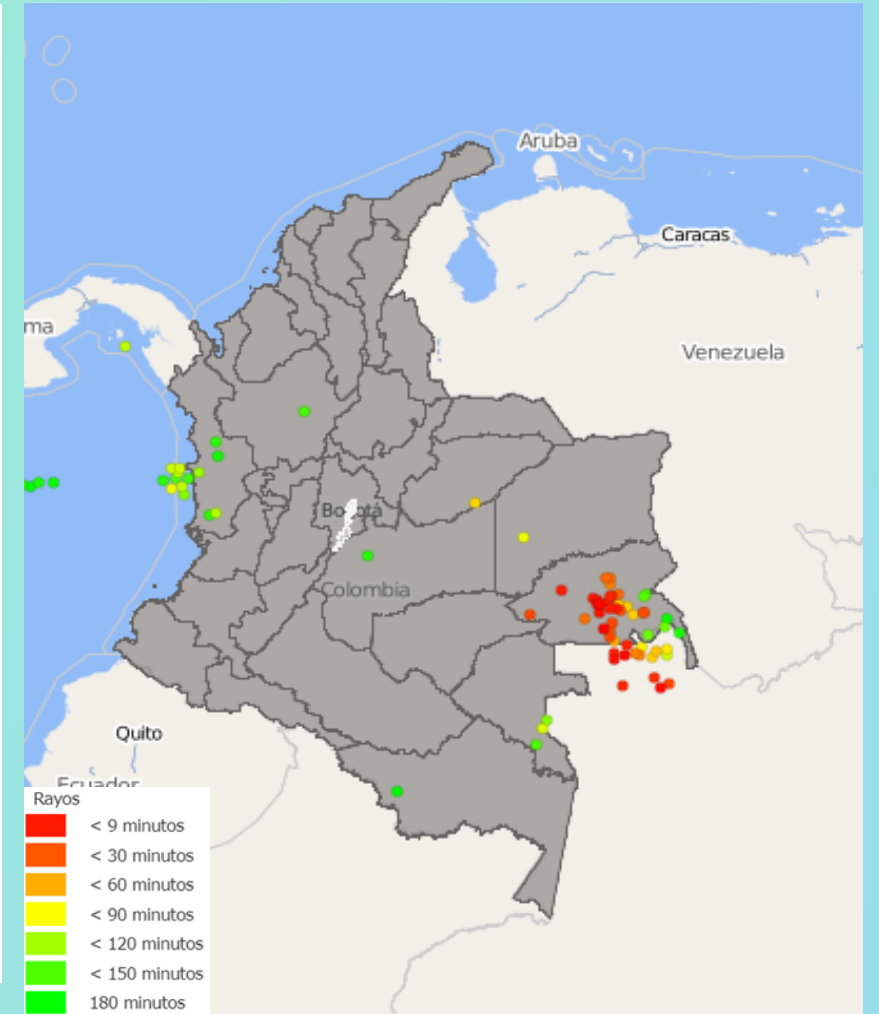 Aruba
Caracas
ma
Venezuela
Bogotá
Colombia
Quito
Ecuador
Rayos
< 9 minutos
< 30 minutos
< 60 minutos
< 90 minutos
< 120 minutos
< 150 minutos
180 minutos